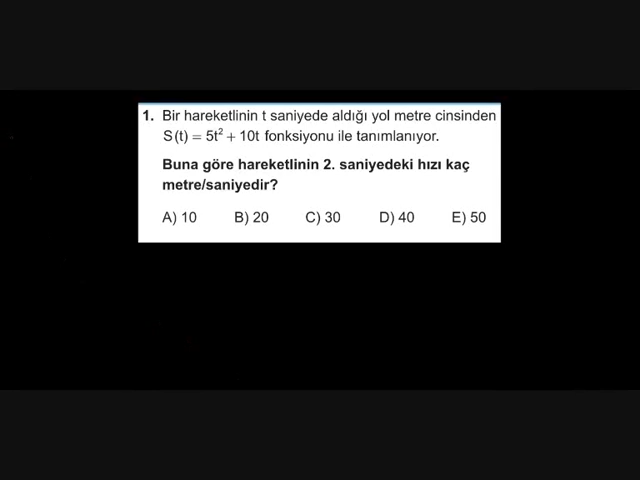 1. Bir hareketlinin t saniyede aldığı yol metre cinsinden
S(t) = 5t² + 10t fonksiyonu ile tanımlanıyor.
Buna göre hareketlinin 2. saniyedeki hızı kaç
metre/saniyedir?
A) 10 B) 20 C) 30 D) 40 E) 50